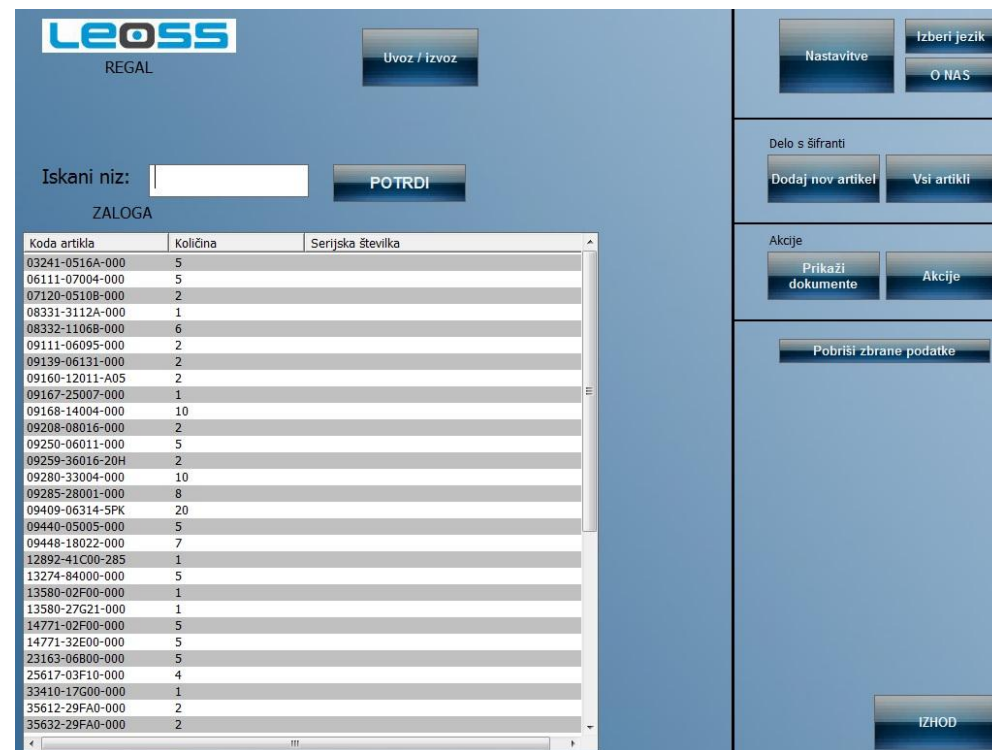 Leoss
REGAL
Uvoz / izvoz
Nastavitve
Izberi jezik
O NAS
Iskani niz:
POTRDI
ZALOGA
Delo s šifranti
Dodaj nov artikel
Vsi artikli
Akcije
Prikaži
dokumente
Akcije
Pobriši zbrane podatke
Koda artikla Količina Serijska številka
03241-0516A-000 5
06111-07004-000 5
07120-0510B-000 2
08331-3112A-000 1
08332-1106B-000 6
09111-06095-000 2
09139-06131-000 2
09160-12011-A05 2
09167-25007-000 1
09168-14004-000 10
09208-08016-000 2
09250-06011-000 5
09259-36016-20H 2
09280-33004-000 10
09285-28001-000 8
09409-06314-5PK 20
09440-05005-000 5
09448-18022-000 7
12892-41C00-285 1
13274-84000-000 5
13580-02F00-000 1
13580-27G21-000 1
14771-02F00-000 5
14771-32E00-000 5
23163-06B00-000 5
25617-03F10-000 4
33410-17G00-000 1
35612-29FA0-000 2
35632-29FA0-000 2
IZHOD